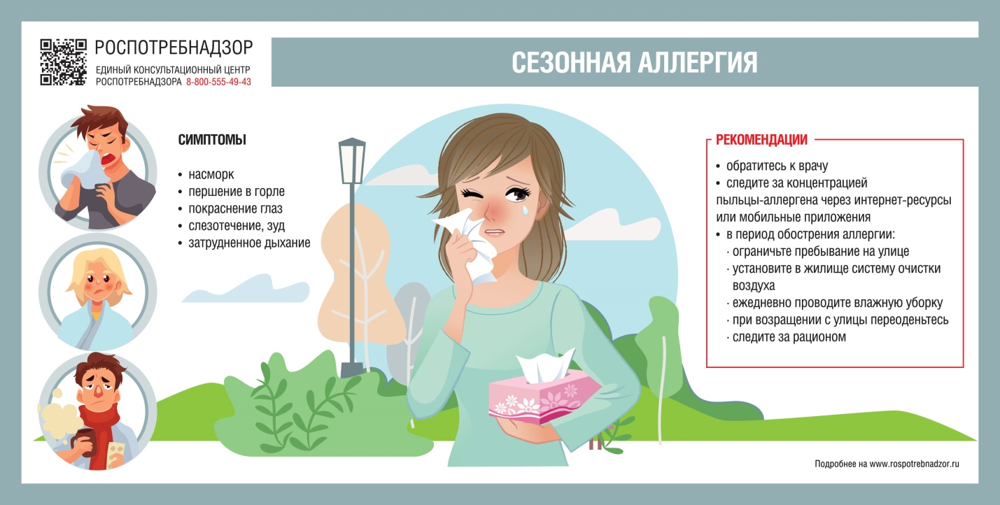 РОСПОТРЕБНАДЗОР
ЕДИНЫЙ КОНСУЛЬТАЦИОННЫЙ ЦЕНТР
РОСПОТРЕБНАДЗОРА 8-800-555-49-43
СЕЗОННАЯ АЛЛЕРГИЯ
СИМПТОМЫ
• насморк
• першение в горле
• покраснение глаз
• слезотечение, зуд
• затрудненное дыхание
РЕКОМЕНДАЦИИ
• обратитесь к врачу
• следите за концентрацией
пыльцы-аллергена через интернет-ресурсы
или мобильные приложения
• в период обострения аллергии:
· ограничьте пребывание на улице
· установите в жилище систему очистки
воздуха
· ежедневно проводите влажную уборку
· при возращении с улицы переоденьтесь
· следите за рационом
Подробнее на www.rospotrebnadzor.ru